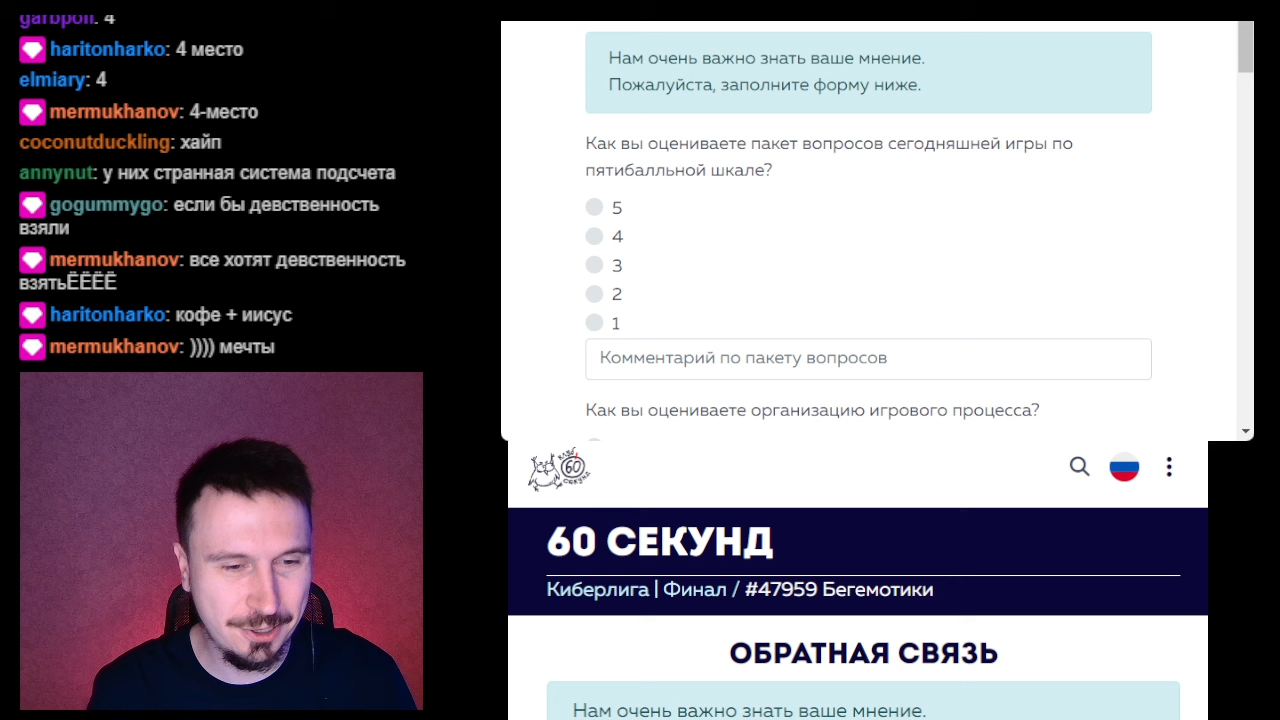 garbpoli: 4
haritonharko: 4 место
elmiary: 4
mermukhanov: 4-место
coconutduckling: хайп
annynut: у них странная система подсчета
gogummygo: если бы девственность
взяли
mermukhanov: все хотят девственность
взятьЁЁЁЁ
haritonharko: кофе + иисус
mermukhanov: )))) мечты
Нам очень важно знать ваше мнение.
Пожалуйста, заполните форму ниже.
Как вы оцениваете пакет вопросов сегодняшней игры по
пятибалльной шкале?
5
4
3
2
1
Комментарий по пакету вопросов
Как вы оцениваете организацию игрового процесса?
КЛУБ
60
СЕКУНД
60 СЕКУНД
Киберлига | Финал / #47959 Бегемотики
ОБРАТНАЯ СВЯЗЬ
Нам очень важно знать ваше мнение.